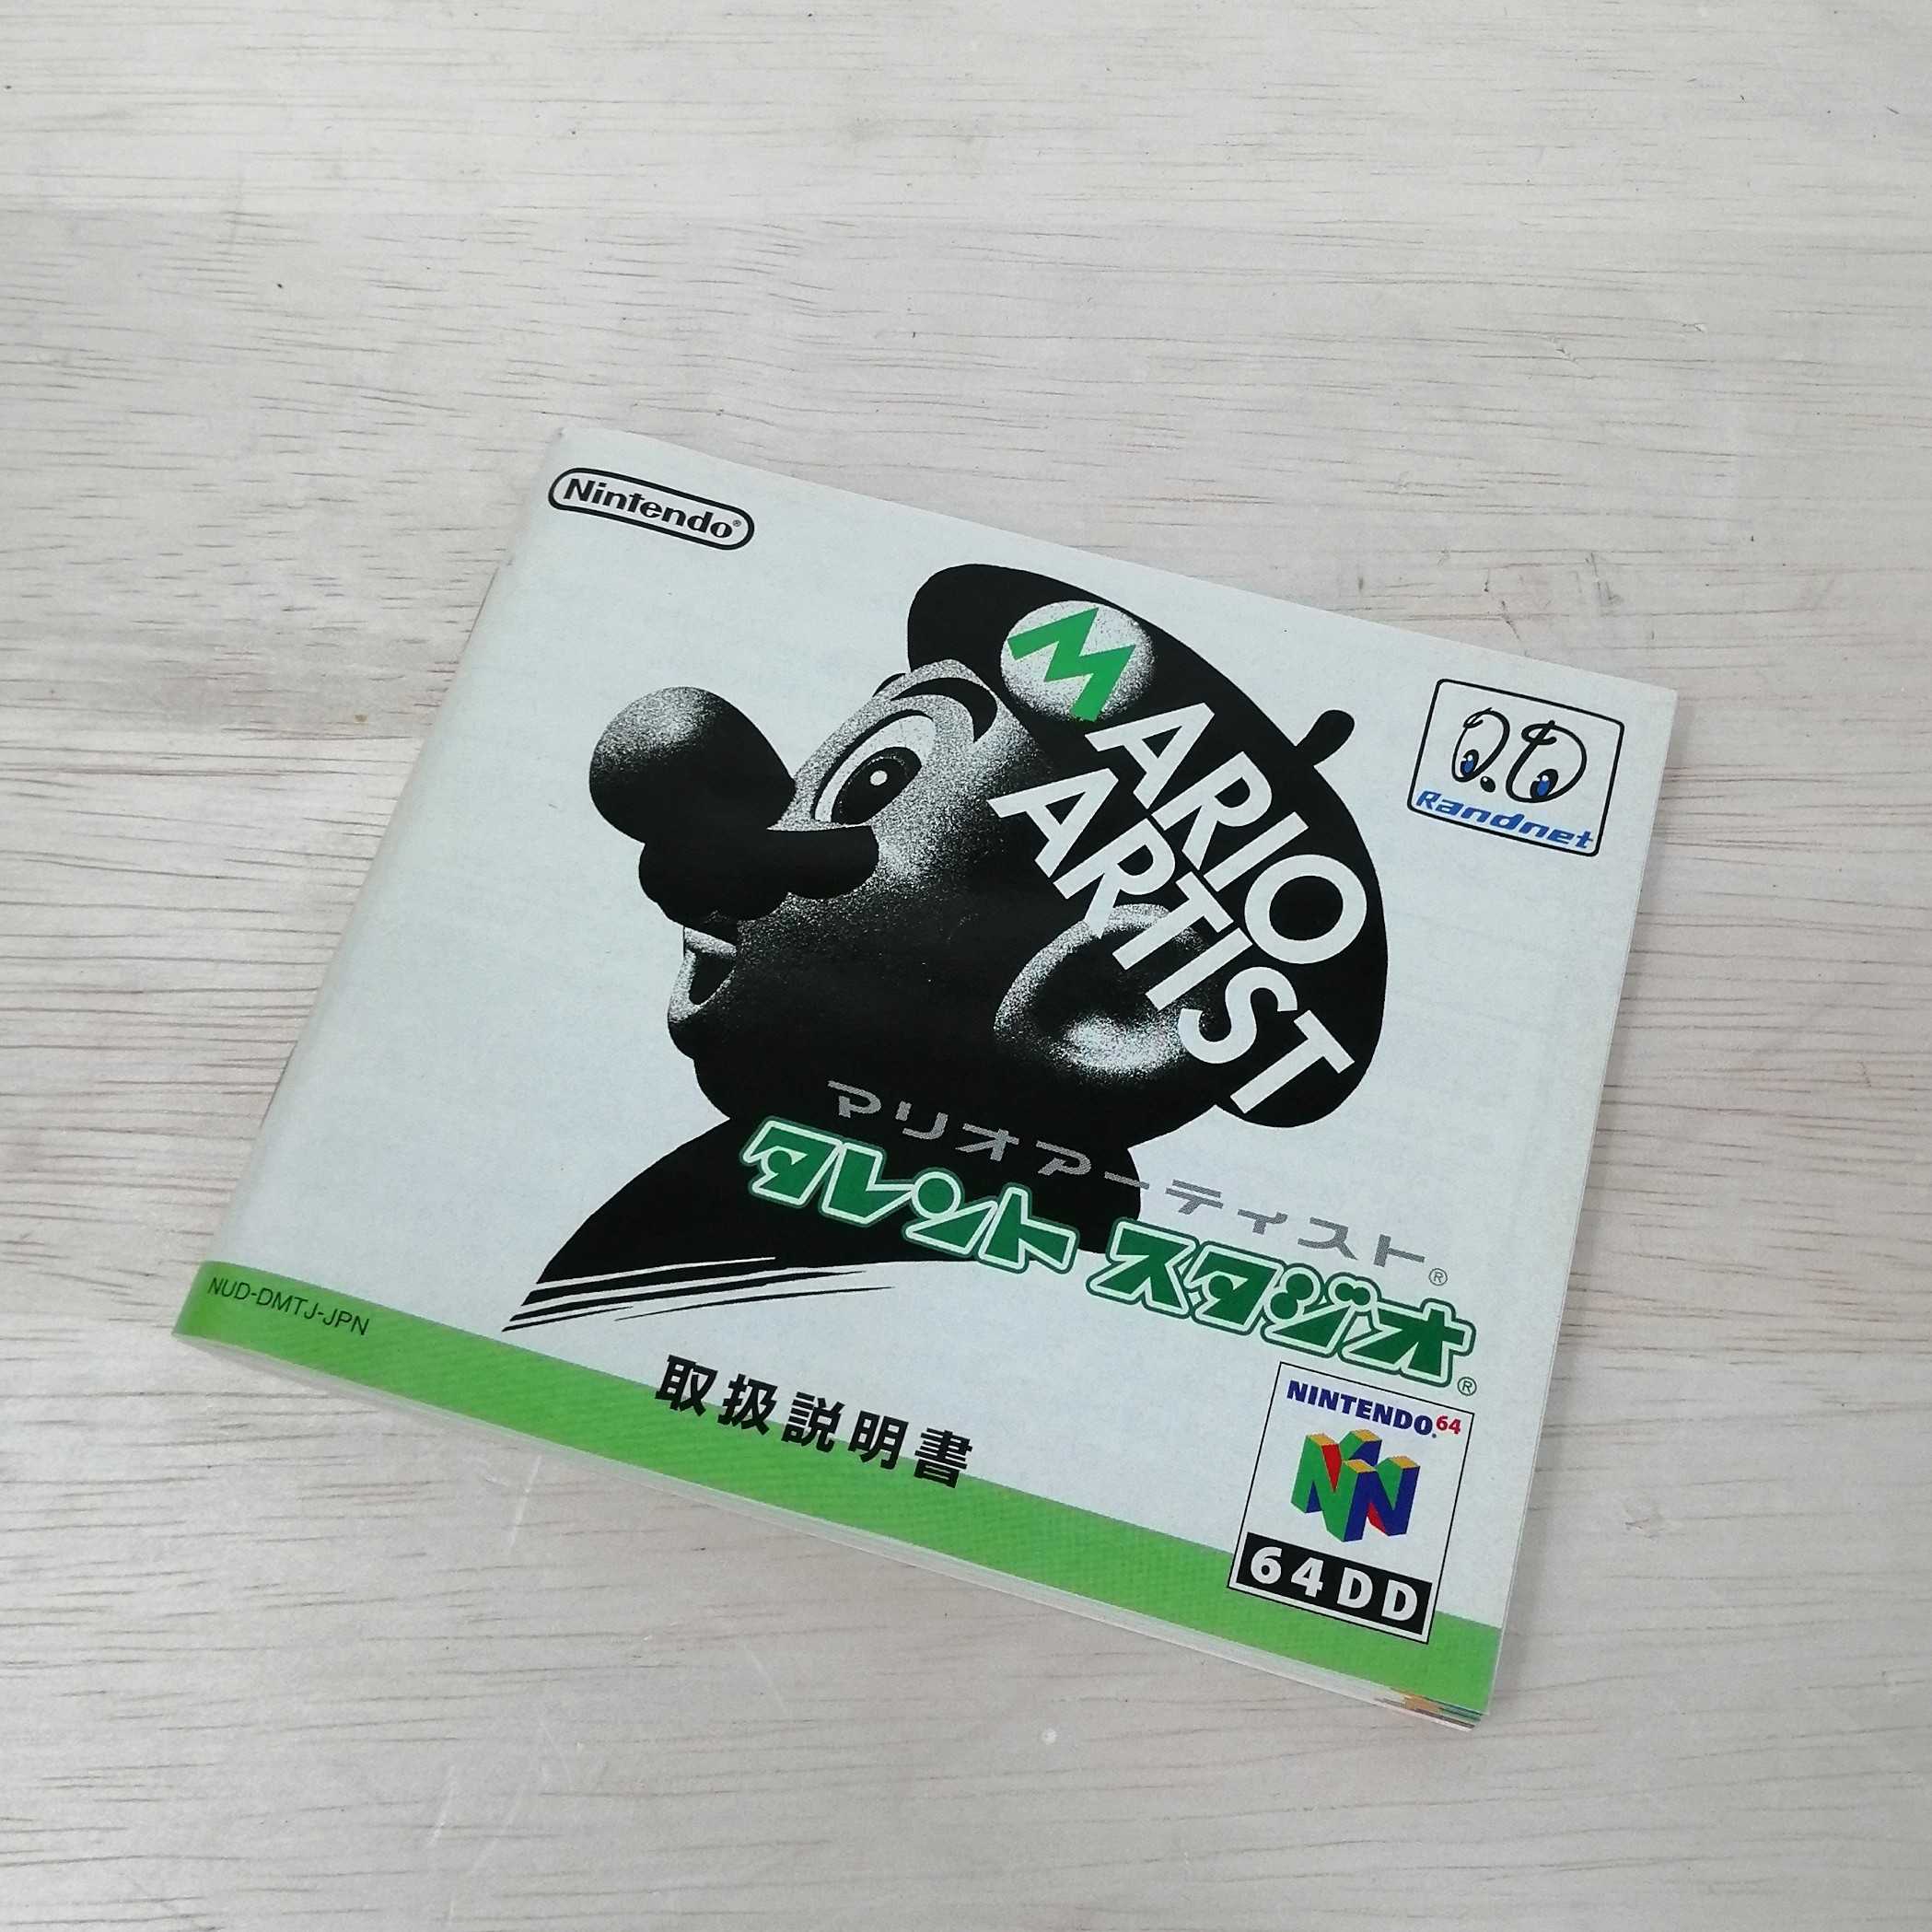 Nintendo®
MARIO
ARTIST
Randnet
マリオアーティスト®
タレント スタジオ®
NUD-DMTJ-JPN
取扱説明書
NINTENDO64
64DD